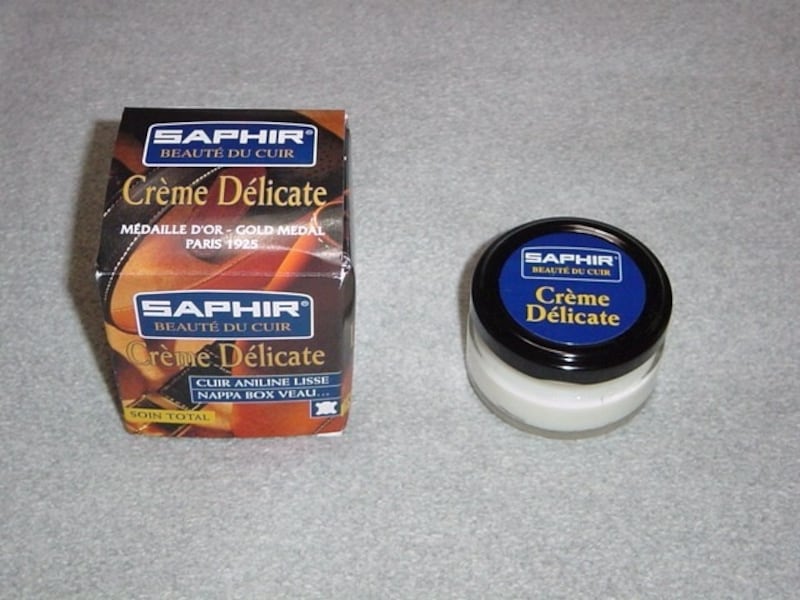 SAPHIR®
BEAUTÉ DU CUIR
Crème Délicate
MÉDAILLE D'OR - GOLD MEDAL
PARIS 1925
SAPHIR®
BEAUTÉ DU CUIR
Crème Délicate
CUIR ANILINE LISSE
NAPPA BOX VEAU...
SOIN TOTAL
SAPHIR®
BEAUTÉ DU CUIR
Crème
Délicate